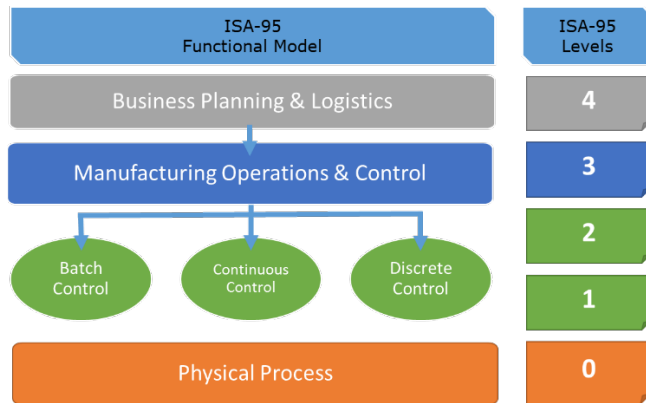 ISA-95
Functional Model
ISA-95
Levels
Business Planning & Logistics
4
Manufacturing Operations & Control
3
Batch
Control
Continuous
Control
Discrete
Control
2
1
Physical Process
0